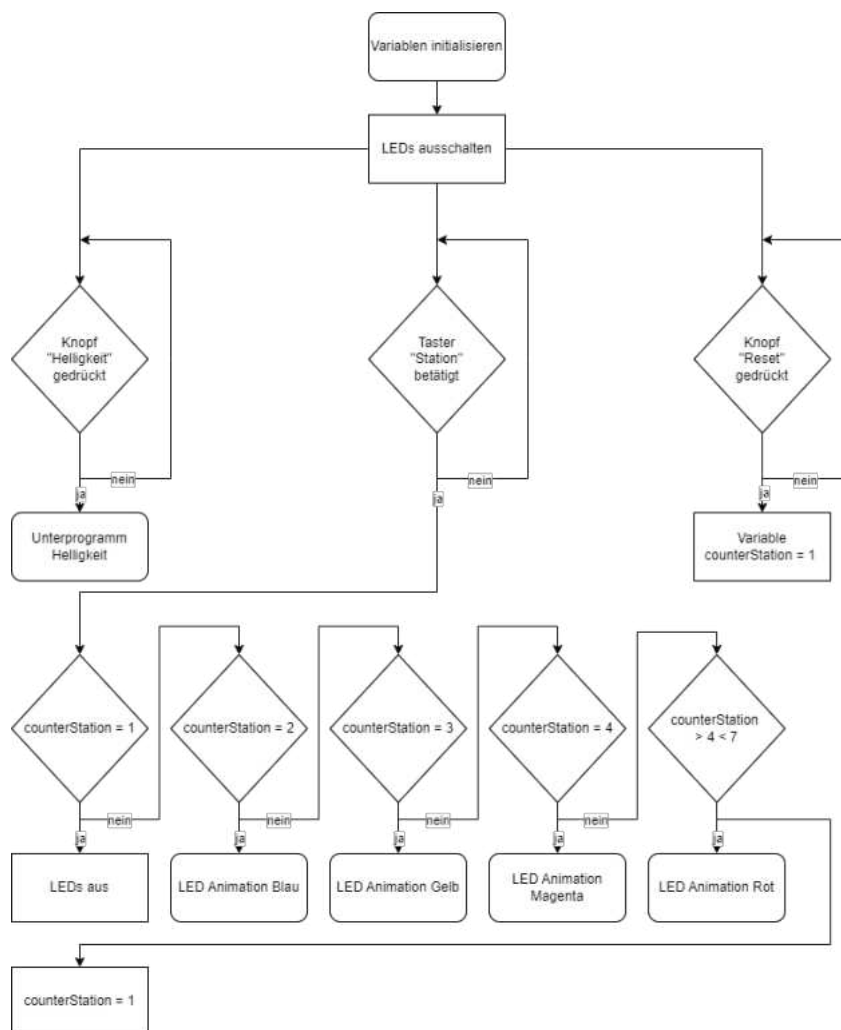 Variablen initialisieren
LEDs ausschalten
Knopf
"Helligkeit"
gedrückt
Taster
"Station"
betätigt
Knopf
"Reset"
gedrückt
nein
nein
nein
ja
ja
ja
Unterprogramm
Helligkeit
Variable
counterStation = 1
counterStation = 1
counterStation = 2
counterStation = 3
counterStation = 4
counterStation
> 4 < 7
nein
nein
nein
nein
ja
ja
ja
ja
ja
LEDs aus
LED Animation Blau
LED Animation Gelb
LED Animation
Magenta
LED Animation Rot
counterStation = 1